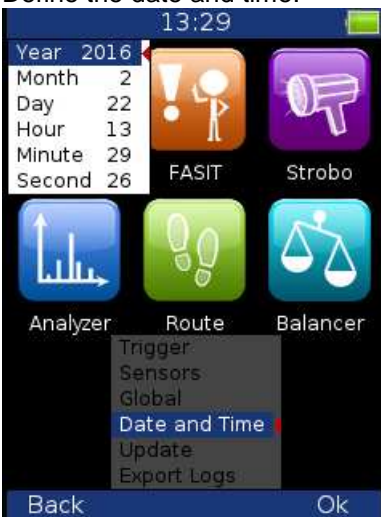 Define the date and time.
13:29
Year 2016
Month 2
Day 22
Hour 13
Minute 29
Second 26
FASIT
Strobo
Analyzer
Route
Balancer
Trigger
Sensors
Global
Date and Time
Update
Export Logs
Back
Ok